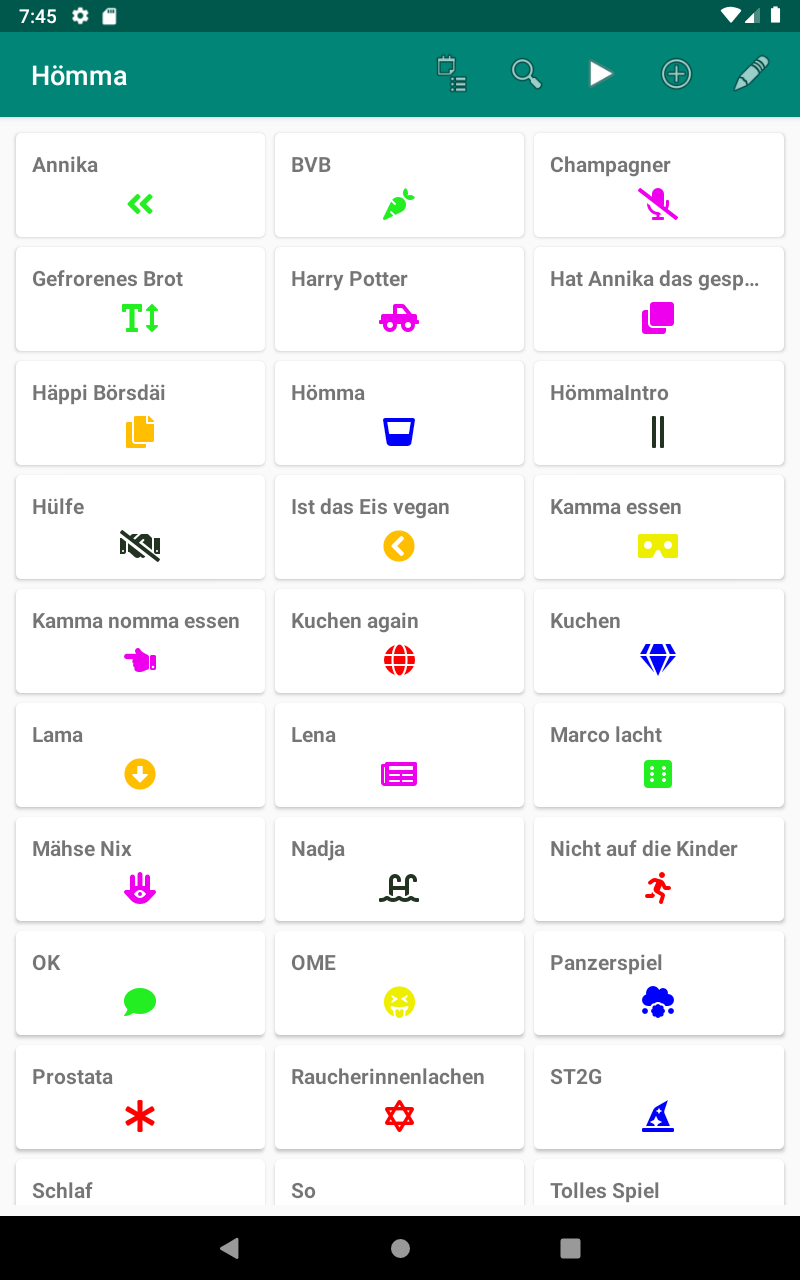 7:45
Hömma
Annika
BVB
Champagner
Gefrorenes Brot
Harry Potter
Hat Annika das gesp...
Häppi Börsdäi
Hömma
HömmaIntro
Hülfe
Ist das Eis vegan
Kamma essen
Kamma nomma essen
Kuchen again
Kuchen
Lama
Lena
Marco lacht
Mähse Nix
Nadja
Nicht auf die Kinder
OK
OME
Panzerspiel
Prostata
Raucherinnenlachen
ST2G
Schlaf
So
Tolles Spiel